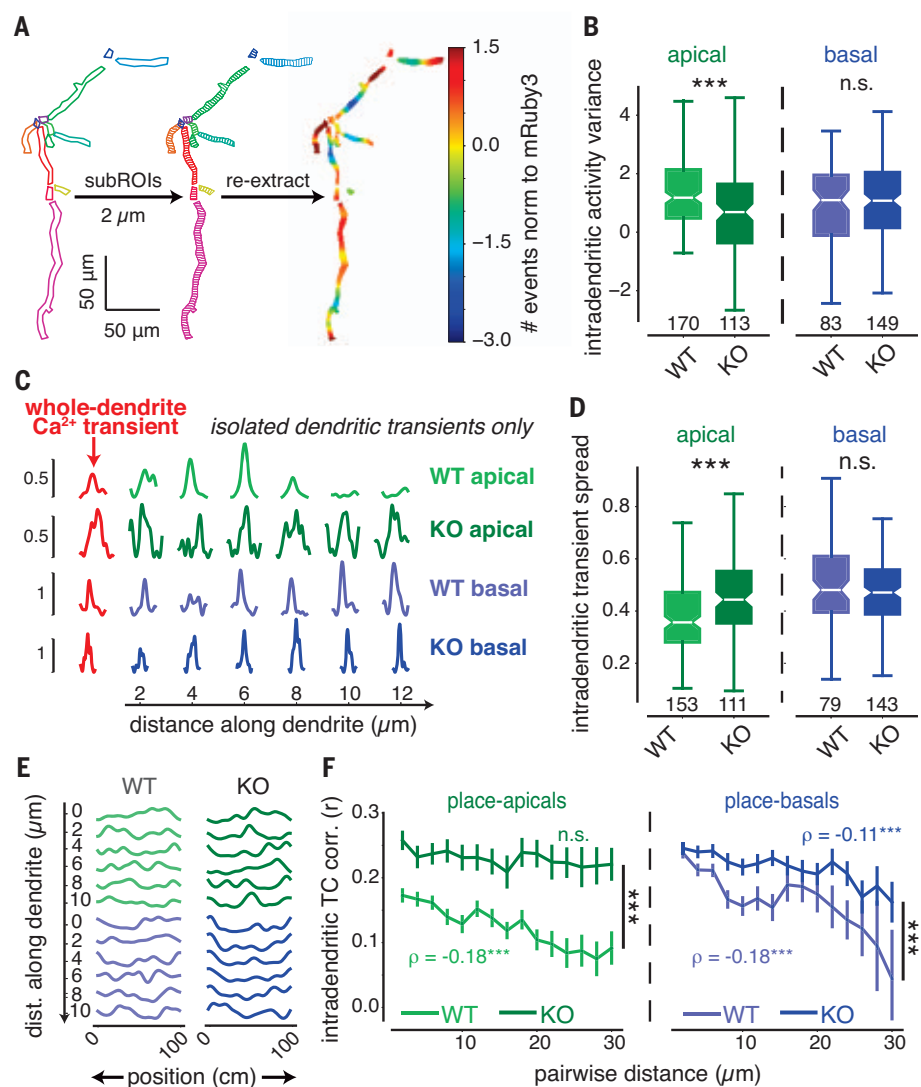 A
subROIs
2 µm
re-extract
50 µm
50 µm
1.5
0.0
−1.5
−3.0
# events norm to mRuby3
B
apical
basal
***
n.s.
intradendritic activity variance
4
2
0
−2
170
113
83
149
WT
KO
WT
KO
C
whole-dendrite
Ca²⁺ transient
isolated dendritic transients only
0.5
WT apical
0.5
KO apical
1
WT basal
1
KO basal
2
4
6
8
10
12
distance along dendrite (µm)
D
apical
basal
***
n.s.
intradendritic transient spread
0.8
0.6
0.4
0.2
153
111
79
143
WT
KO
WT
KO
E
WT
KO
dist. along dendrite (µm)
0
2
4
6
8
10
0
2
4
6
8
10
0
100
0
100
position (cm)
F
place-apicals
place-basals
intradendritic TC corr. (r)
0.3
0.2
0.1
0.0
n.s.
***
ρ = -0.18***
WT
KO
ρ = -0.11***
ρ = -0.18***
***
WT
KO
10
20
30
10
20
30
pairwise distance (µm)